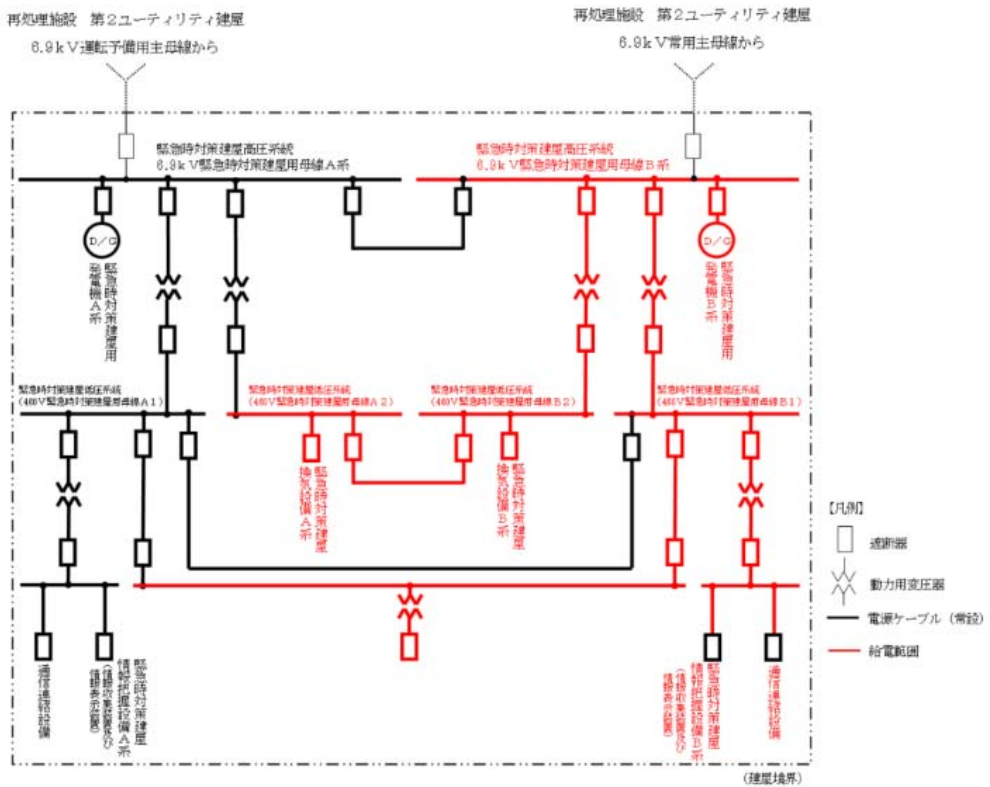 再処理施設 第2ユーティリティ建屋
6.9kV運転予備用主母線から
再処理施設 第2ユーティリティ建屋
6.9kV常用主母線から
緊急時対策建屋高圧系統
6.9kV緊急時対策建屋用母線A系
緊急時対策建屋高圧系統
6.9kV緊急時対策建屋用母線B系
D/G
緊急時対策建屋用
発電機A系
D/G
緊急時対策建屋用
発電機B系
緊急時対策建屋低圧系統
(460V緊急時対策建屋用母線A1)
緊急時対策建屋低圧系統
(460V緊急時対策建屋用母線A2)
緊急時対策建屋低圧系統
(460V緊急時対策建屋用母線B2)
緊急時対策建屋低圧系統
(460V緊急時対策建屋用母線B1)
緊急時対策建屋
換気設備A系
緊急時対策建屋
換気設備B系
【凡例】
遮断器
動力用変圧器
電源ケーブル(常設)
給電範囲
通信連絡設備
緊急時対策建屋
情報把握設備A系
(情報収集装置及び
情報表示装置)
緊急時対策建屋
情報把握設備B系
(情報収集装置及び
情報表示装置)
通信連絡設備
(建屋境界)